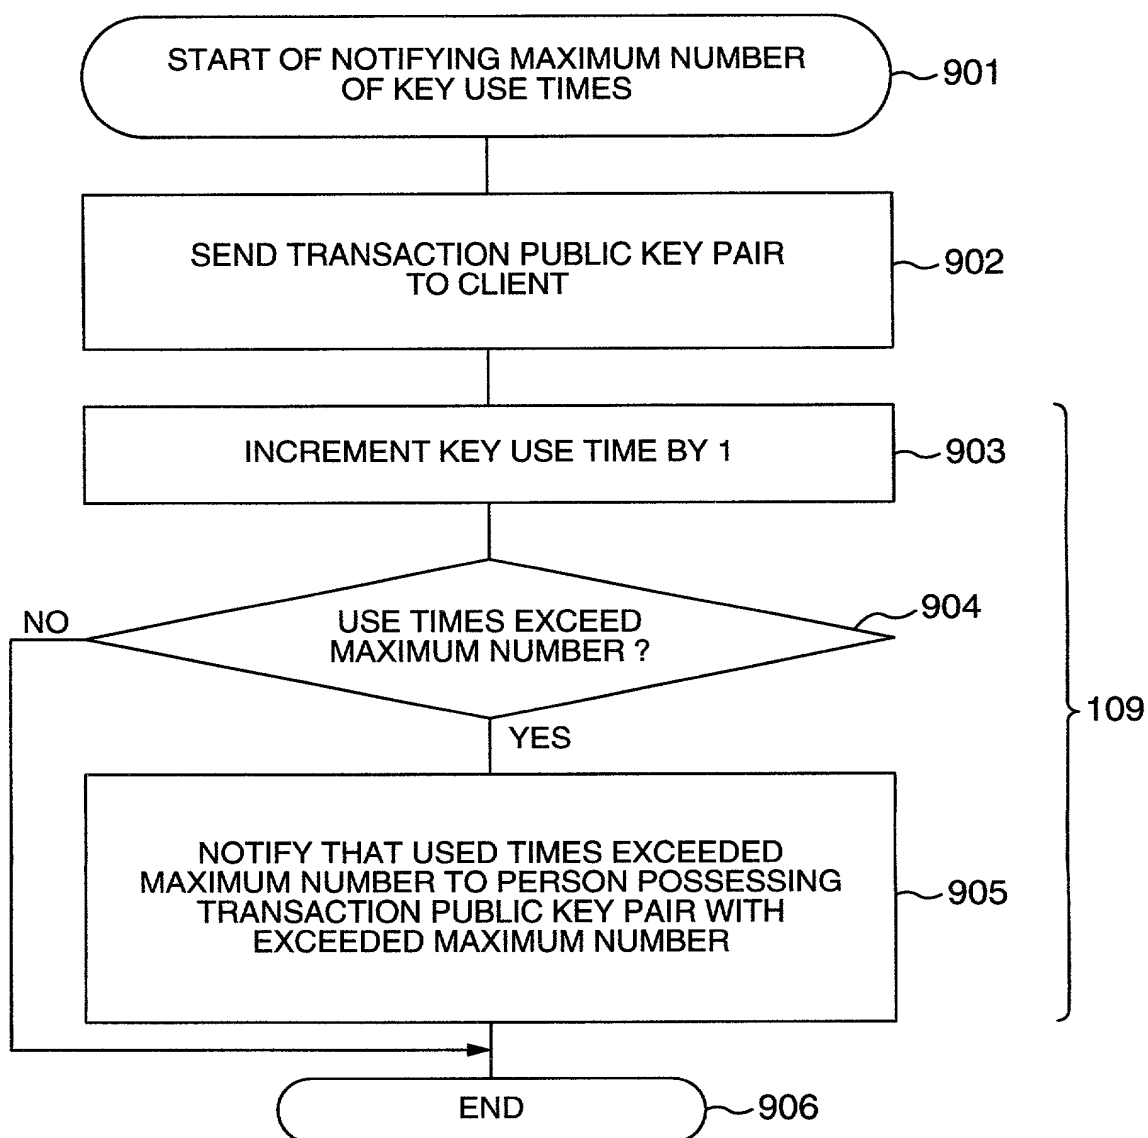 START OF NOTIFYING MAXIMUM NUMBER
OF KEY USE TIMES
901
SEND TRANSACTION PUBLIC KEY PAIR
TO CLIENT
902
INCREMENT KEY USE TIME BY 1
903
USE TIMES EXCEED
MAXIMUM NUMBER ?
904
NO
YES
109
NOTIFY THAT USED TIMES EXCEEDED
MAXIMUM NUMBER TO PERSON POSSESSING
TRANSACTION PUBLIC KEY PAIR WITH
EXCEEDED MAXIMUM NUMBER
905
END
906